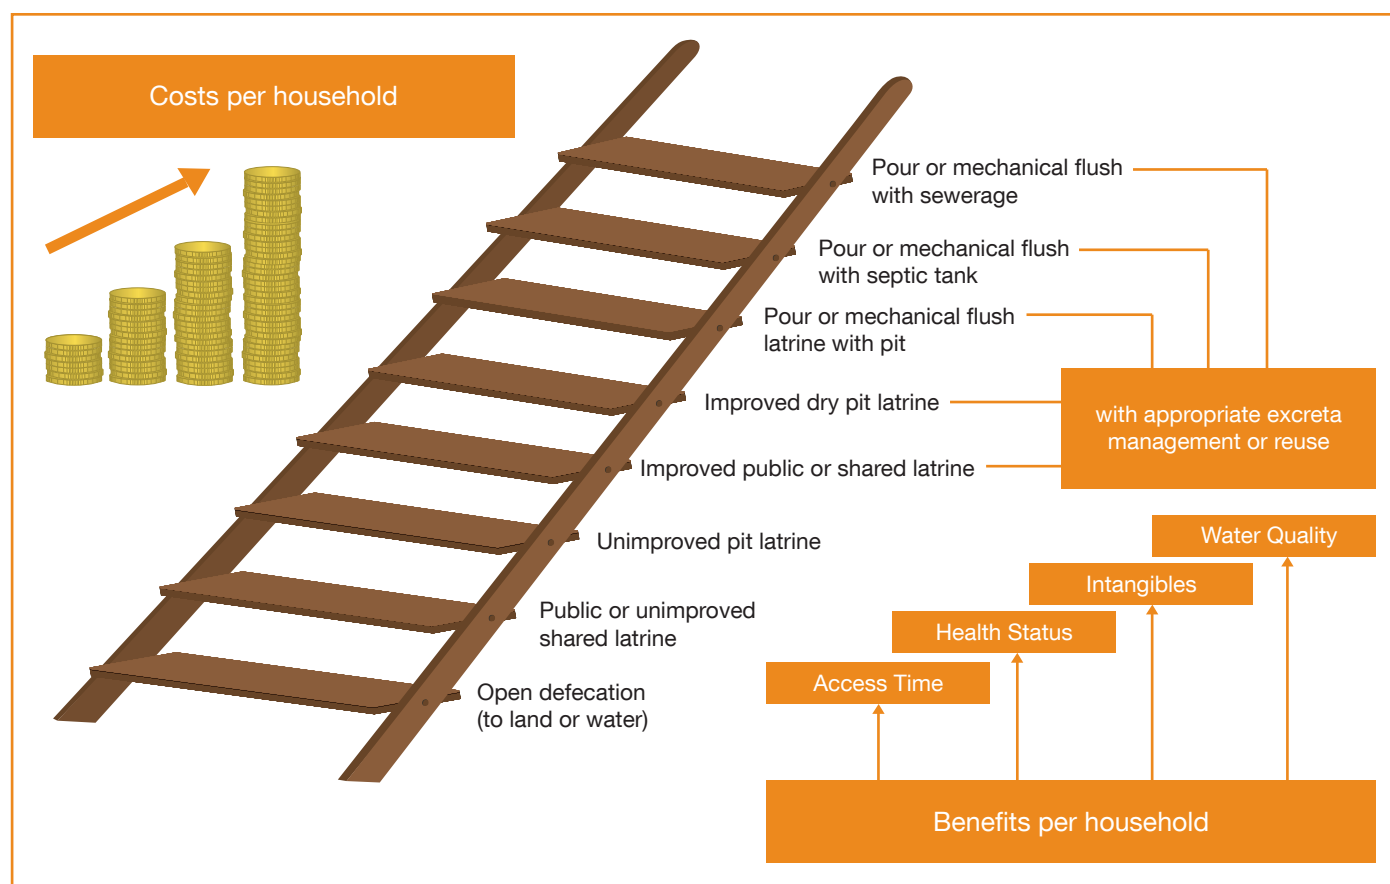 Costs per household
Pour or mechanical flush
with sewerage
Pour or mechanical flush
with septic tank
Pour or mechanical flush
latrine with pit
Improved dry pit latrine
Improved public or shared latrine
with appropriate excreta
management or reuse
Unimproved pit latrine
Public or unimproved
shared latrine
Open defecation
(to land or water)
Water Quality
Intangibles
Health Status
Access Time
Benefits per household